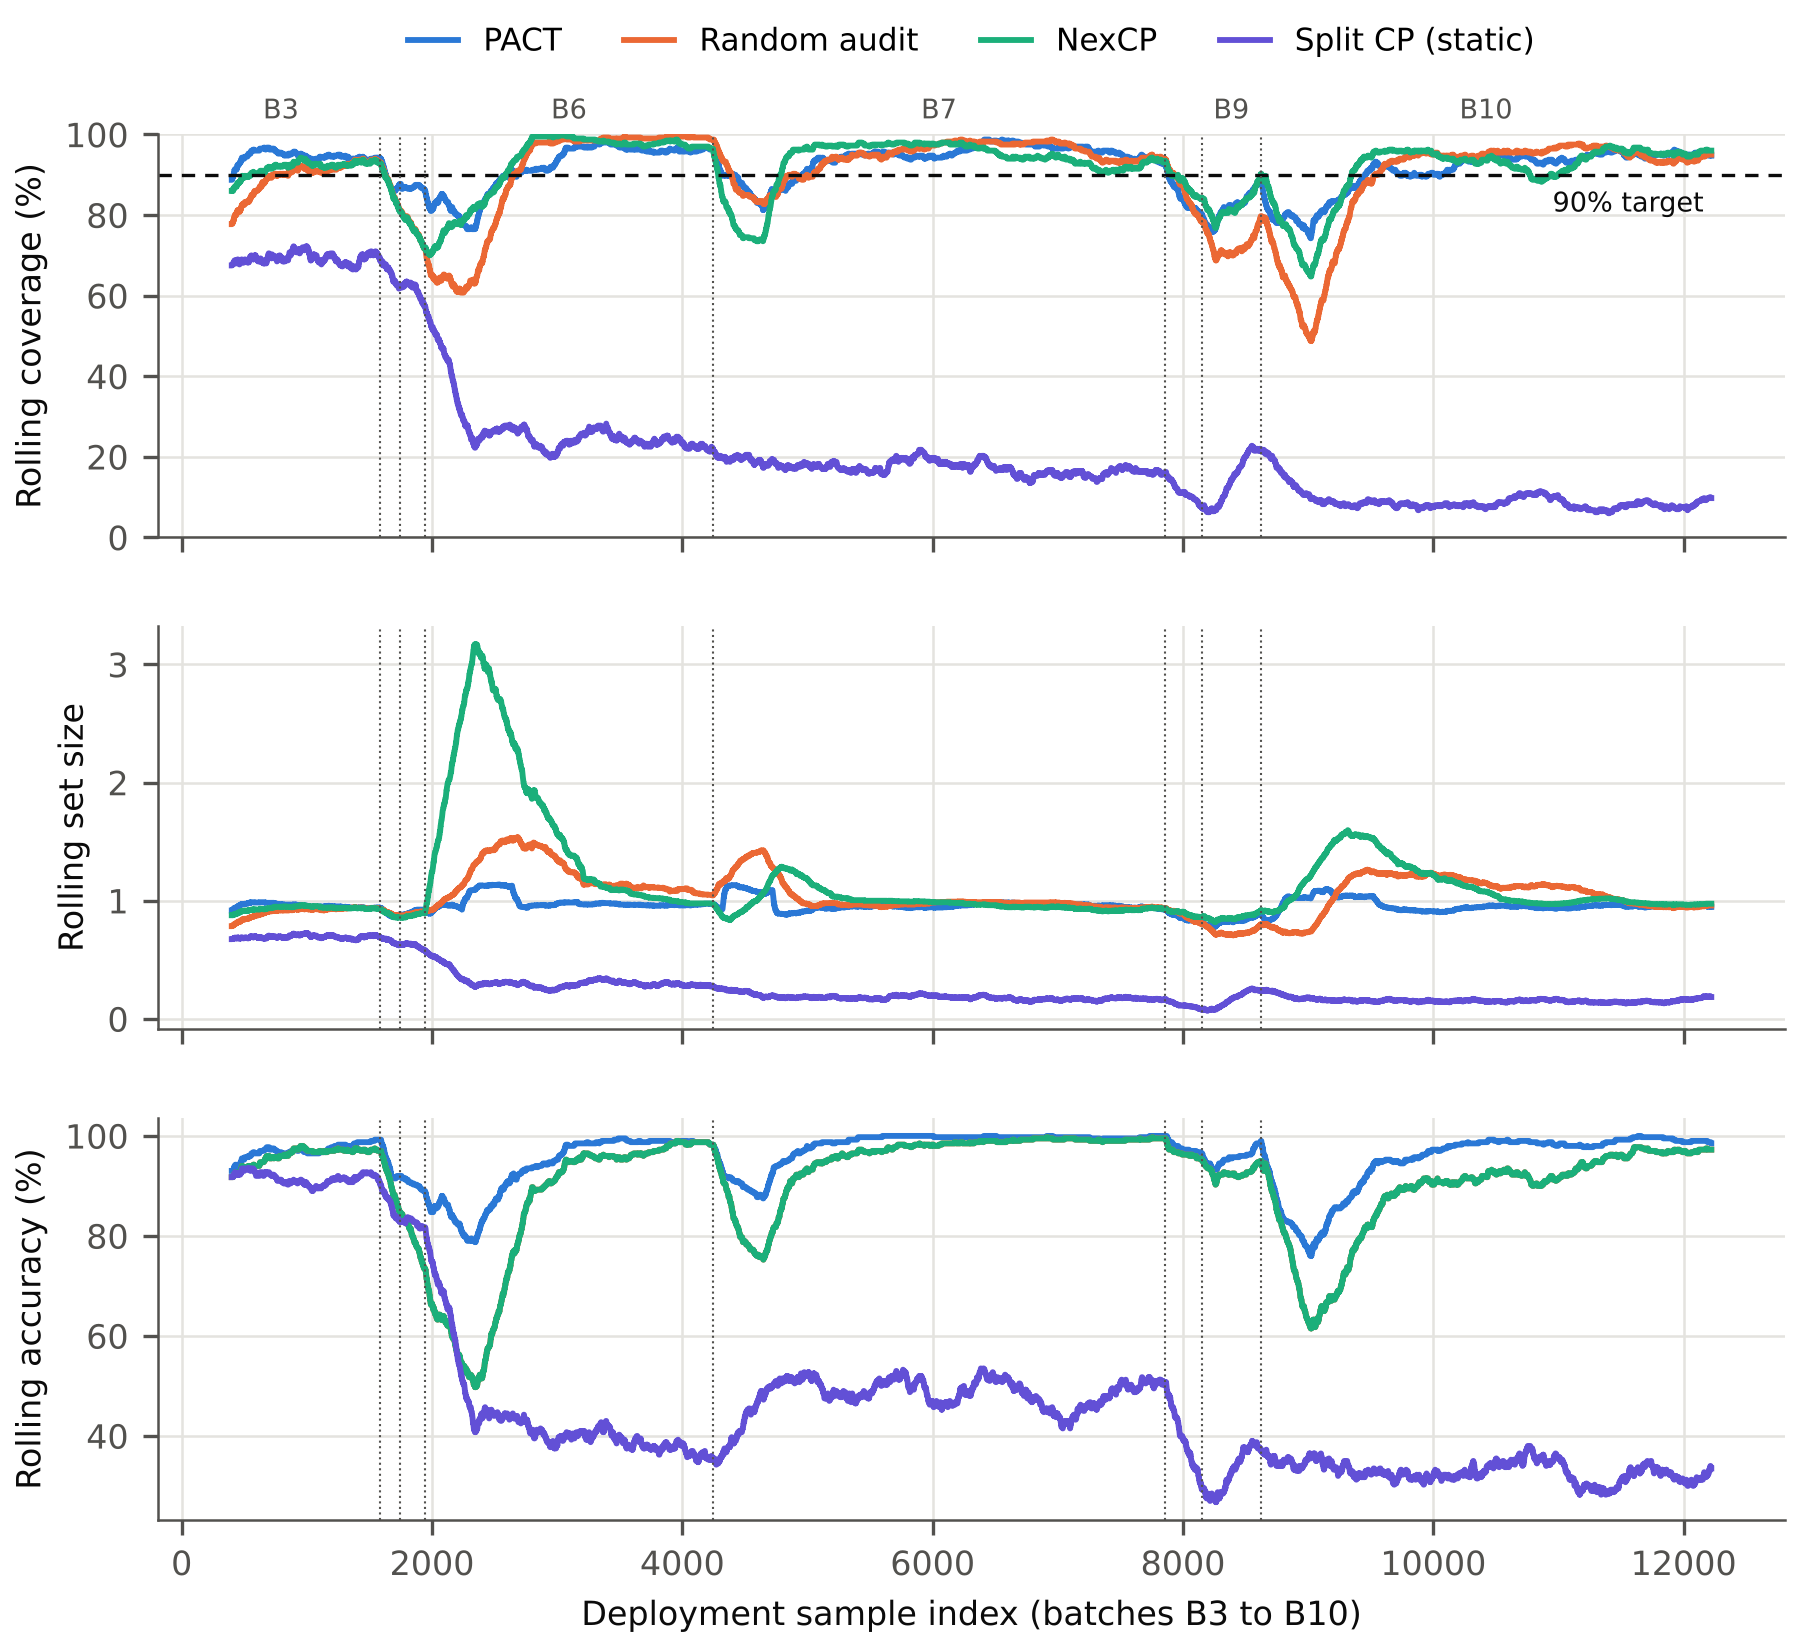 PACT Random audit NexCP Split CP (static)
B3 B6 B7 B9 B10
Rolling coverage (%)
100
80
60
40
20
0
90% target
Rolling set size
3
2
1
0
Rolling accuracy (%)
100
80
60
40
0 2000 4000 6000 8000 10000 12000
Deployment sample index (batches B3 to B10)